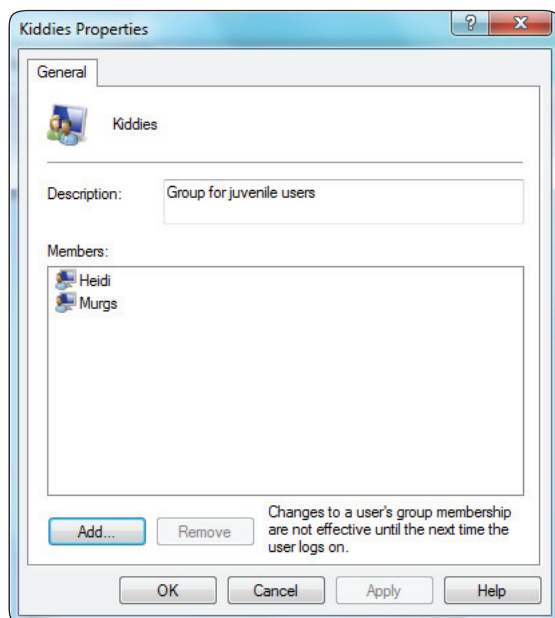 Kiddies Properties
?
X
General
Kiddies
Description:
Group for juvenile users
Members:
Heidi
Murgs
Add...
Remove
Changes to a user's group membership
are not effective until the next time the
user logs on.
OK
Cancel
Apply
Help